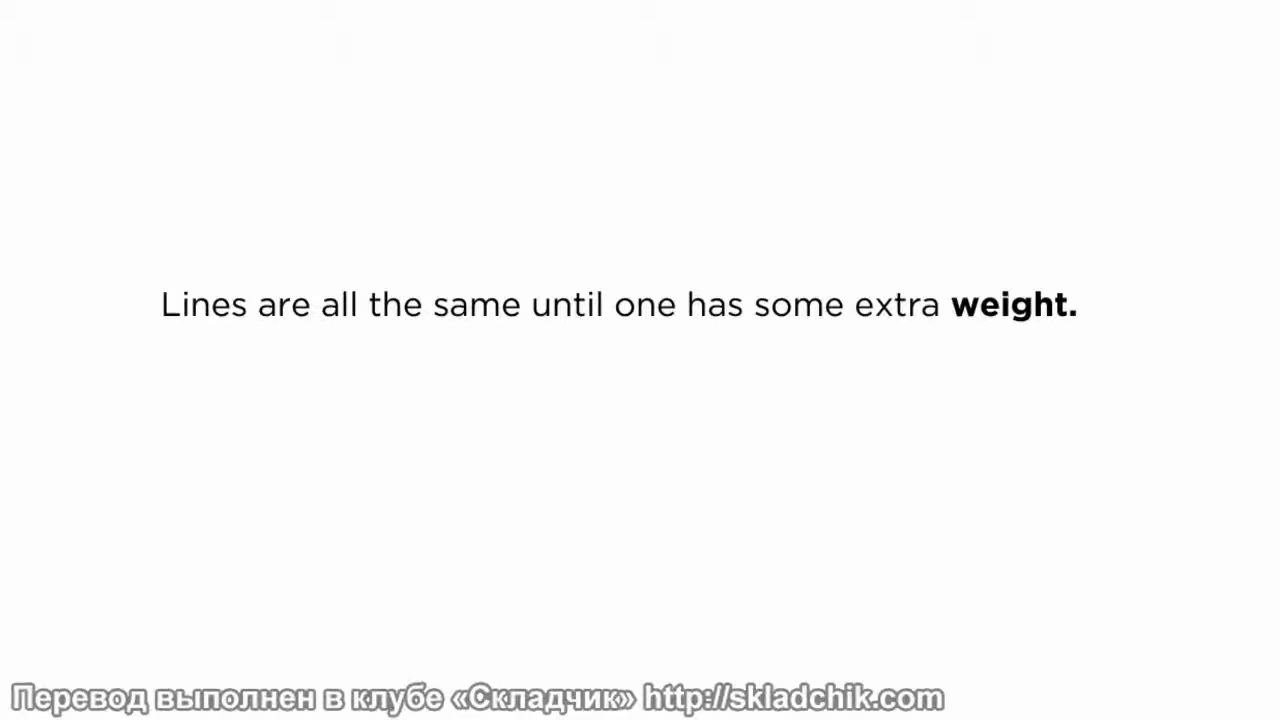 Lines are all the same until one has some extra weight.
Перевод выполнен в клубе «Складчик» http://skladchik.com